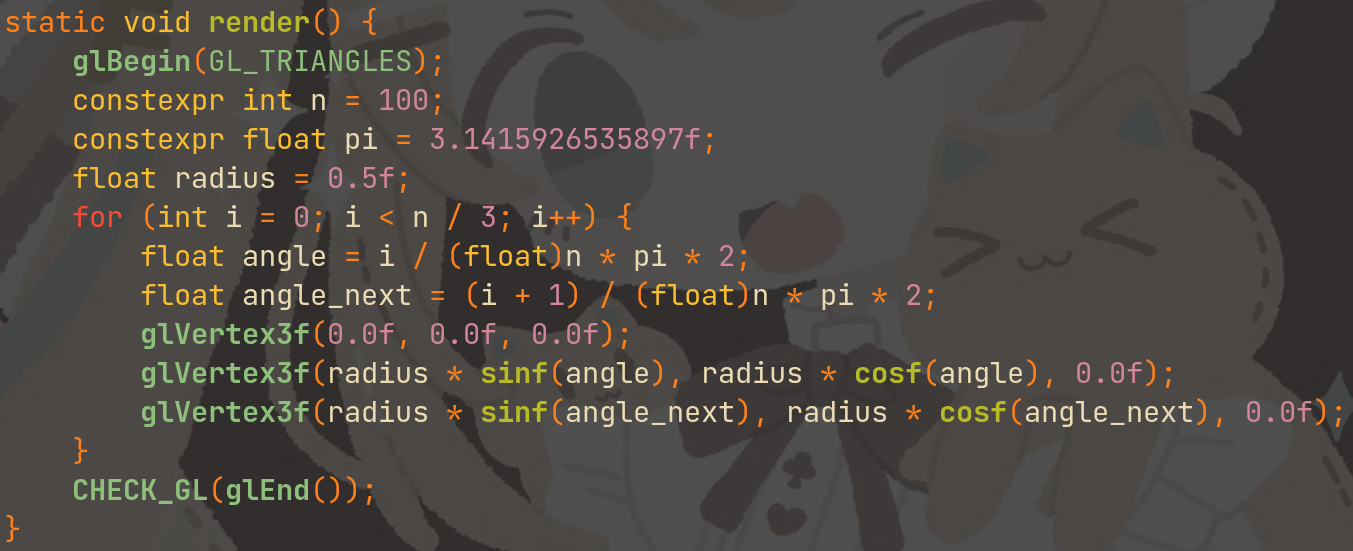 static void render() {
    glBegin(GL_TRIANGLES);
    constexpr int n = 100;
    constexpr float pi = 3.1415926535897f;
    float radius = 0.5f;
    for (int i = 0; i < n / 3; i++) {
        float angle = i / (float)n * pi * 2;
        float angle_next = (i + 1) / (float)n * pi * 2;
        glVertex3f(0.0f, 0.0f, 0.0f);
        glVertex3f(radius * sinf(angle), radius * cosf(angle), 0.0f);
        glVertex3f(radius * sinf(angle_next), radius * cosf(angle_next), 0.0f);
    }
    CHECK_GL(glEnd());
}